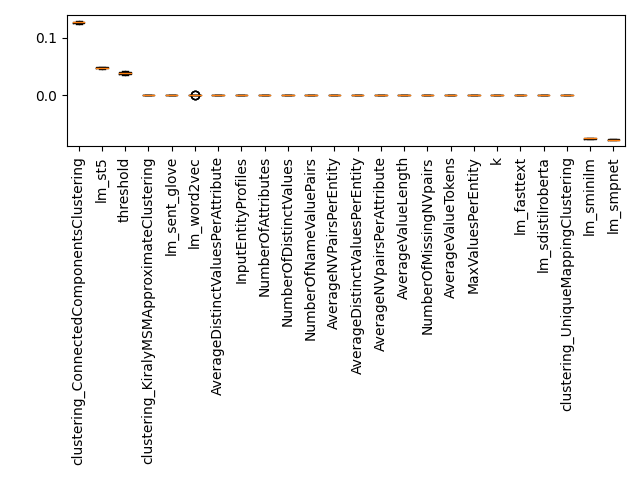 0.1
0.0
clustering_ConnectedComponentsClustering
lm_st5
threshold
clustering_KiralyMSMApproximateClustering
lm_sent_glove
lm_word2vec
AverageDistinctValuesPerAttribute
InputEntityProfiles
NumberOfAttributes
NumberOfDistinctValues
NumberOfNameValuePairs
AverageNVPairsPerEntity
AverageDistinctValuesPerEntity
AverageNVpairsPerAttribute
AverageValueLength
NumberOfMissingNVpairs
AverageValueTokens
MaxValuesPerEntity
k
lm_fasttext
lm_sdistilroberta
clustering_UniqueMappingClustering
lm_sminilm
lm_smpnet